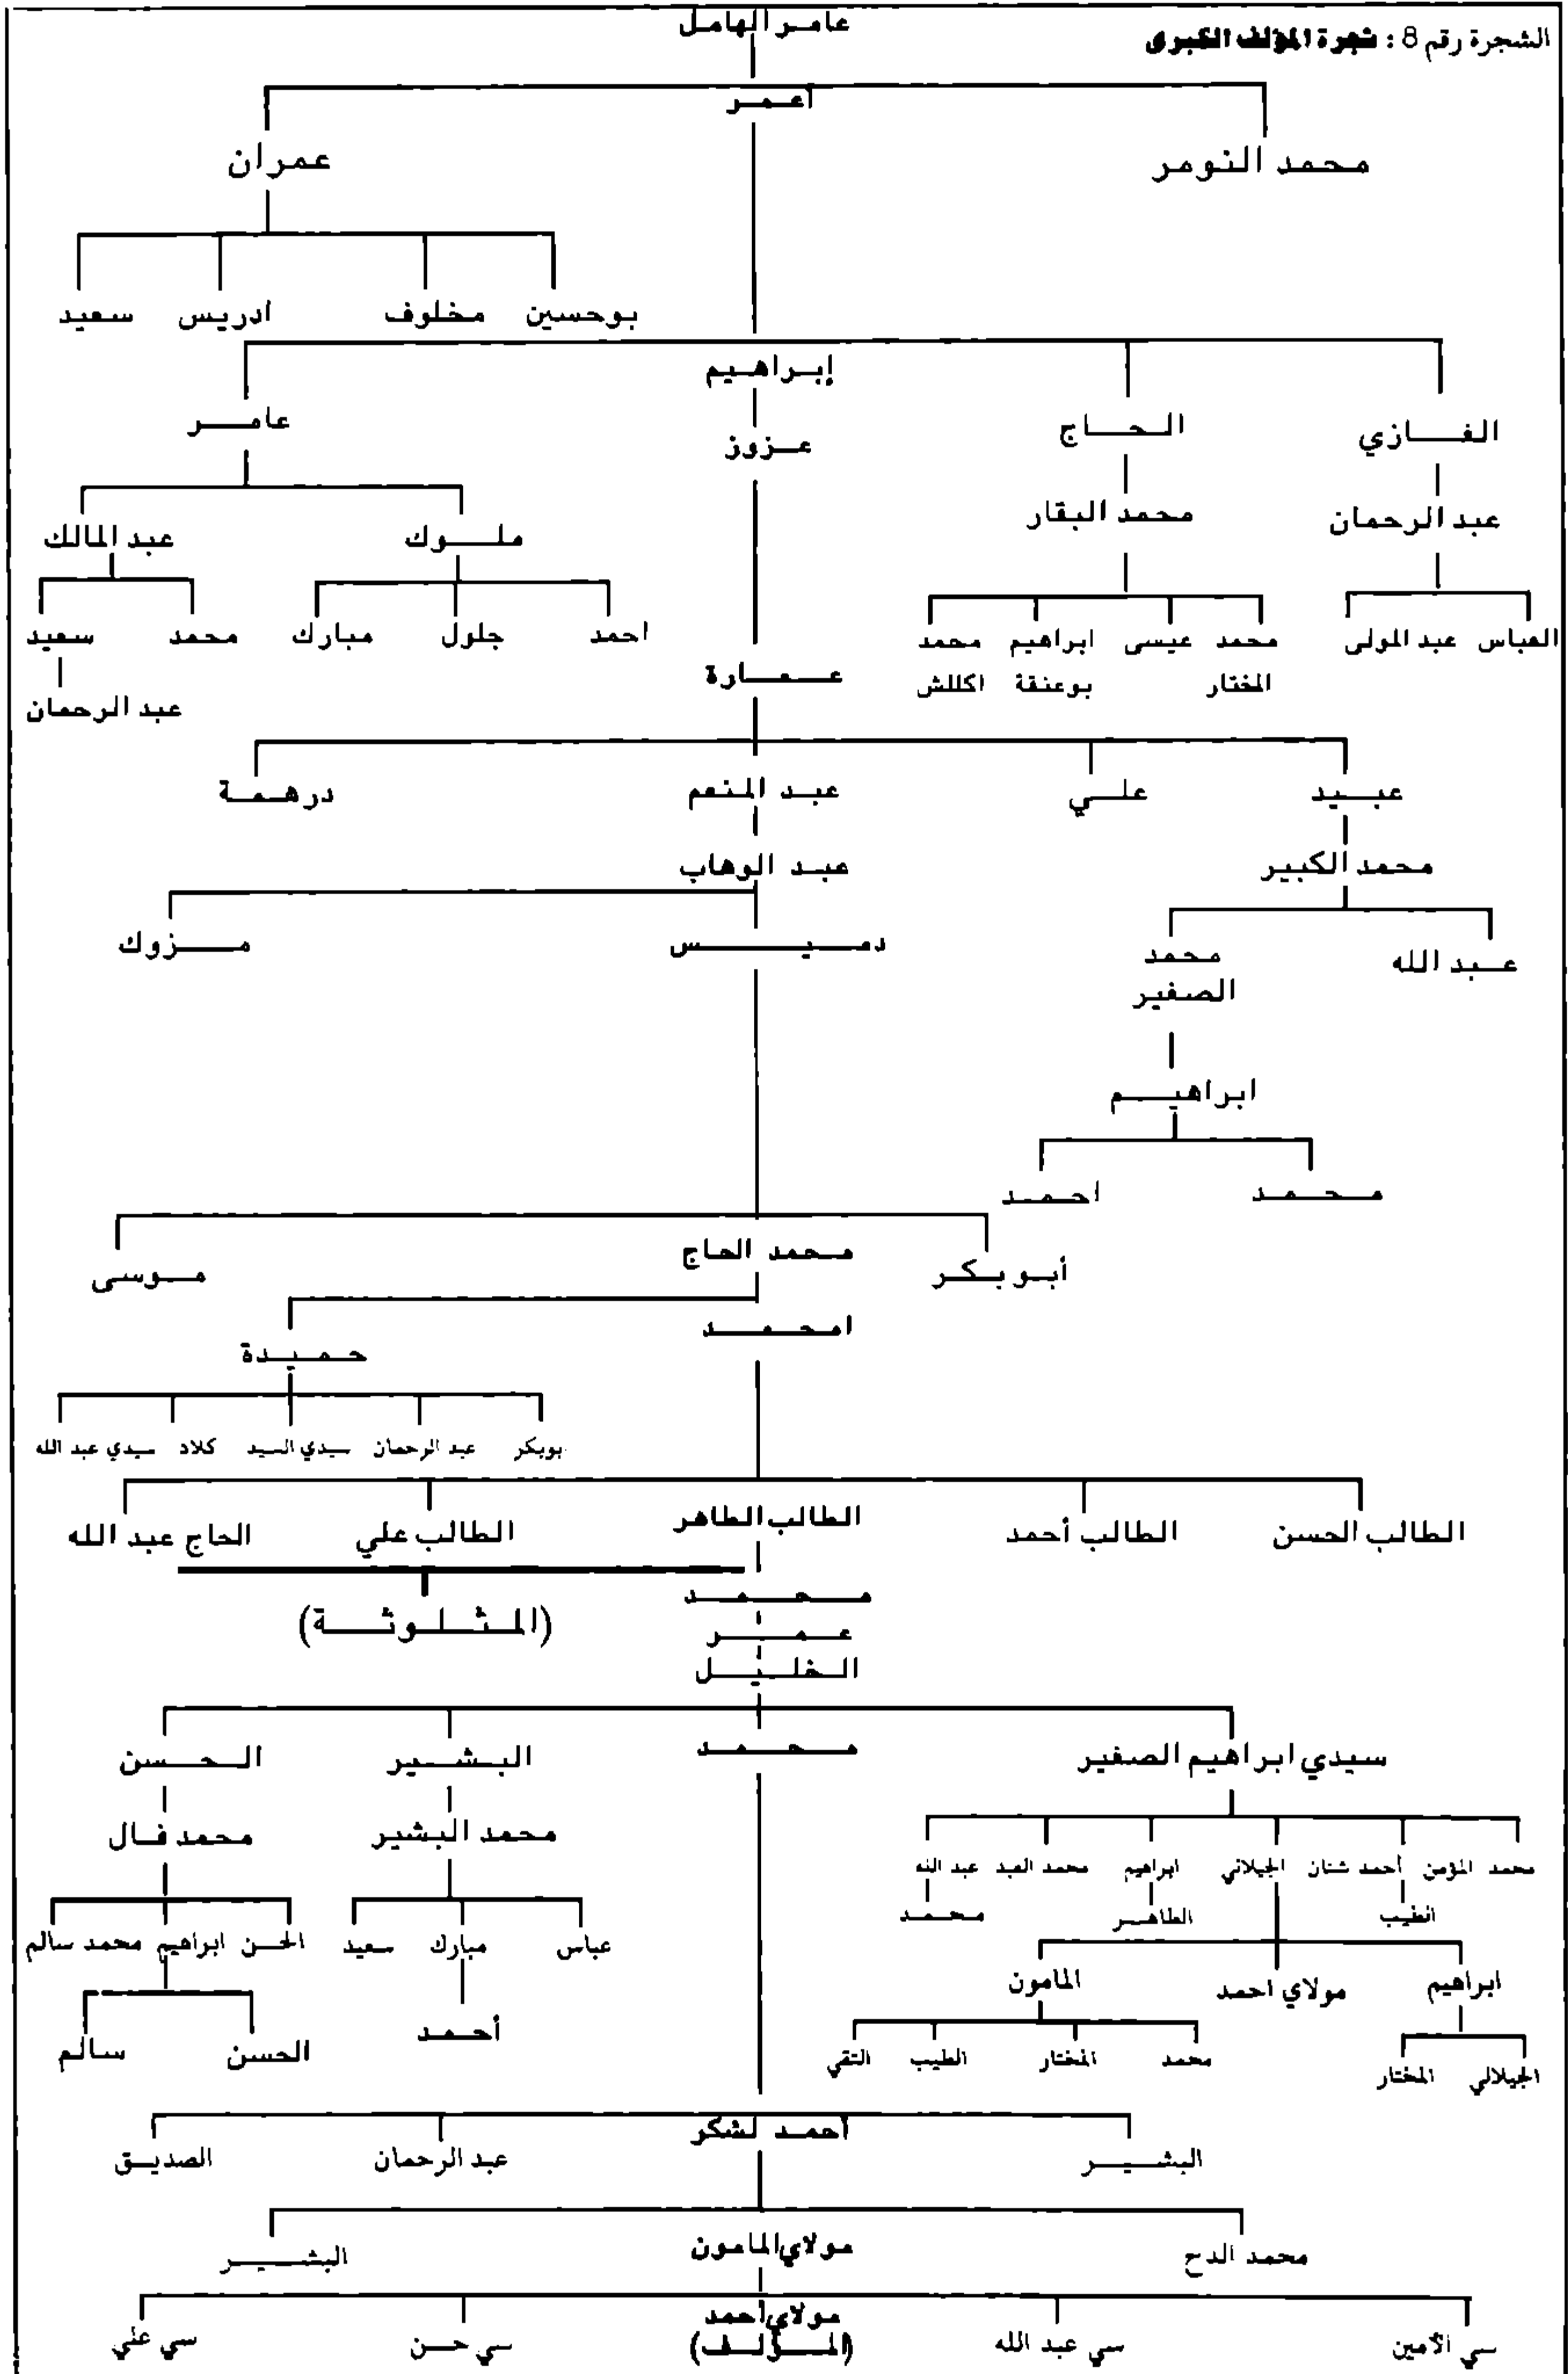 عامر الهامل
الشجرة رقم 8 : شجرة المؤلف الكبرى
أعمر
محمد النومر
عمران
بوحسين مخلوف ادريس سعيد
إبراهيم
الغازي الحاج عامر
عزوز
عبد الرحمان محمد البقار ملوك عبد المالك
العباس عبد المولى محمد المختار عيسى ابراهيم بوعنقة محمد اكللش
احمد جلول مبارك محمد سعيد
عمارة
عبد الرحمان
عبيد علي عبد المنعم درهمة
محمد الكبير عبد الوهاب
عبد الله محمد الصغير دميس مزوك
ابراهيم
محمد احمد
أبو بكر محمد الحاج موسى
امحمد
حميدة
بوبكر عبد الرحمان سيدي السيد كلاد سيدي عبد الله
الطالب الحسن الطالب أحمد الطالب الطاهر الطالب علي الحاج عبد الله
محمد
(المثلوثة)
عمر
الخليل
سيدي ابراهيم الصغير محمد البشير الحسن
محمد البشير محمد فال
محمد المؤمن أحمد شنان الجيلاني ابراهيم محمد العبد عبد الله
الطيب الطاهر محمد
عباس مبارك سعيد الحسن ابراهيم محمد سالم
ابراهيم مولاي احمد المامون
أحمد الحسن سالم
الجيلالي المختار محمد المختار الطيب التقي
البشير أحمد لشكر عبد الرحمان الصديق
محمد الدح مولاي المامون البشير
سي الأمين سي عبد الله مولاي أحمد سي حسن سي علي
(المؤلف)